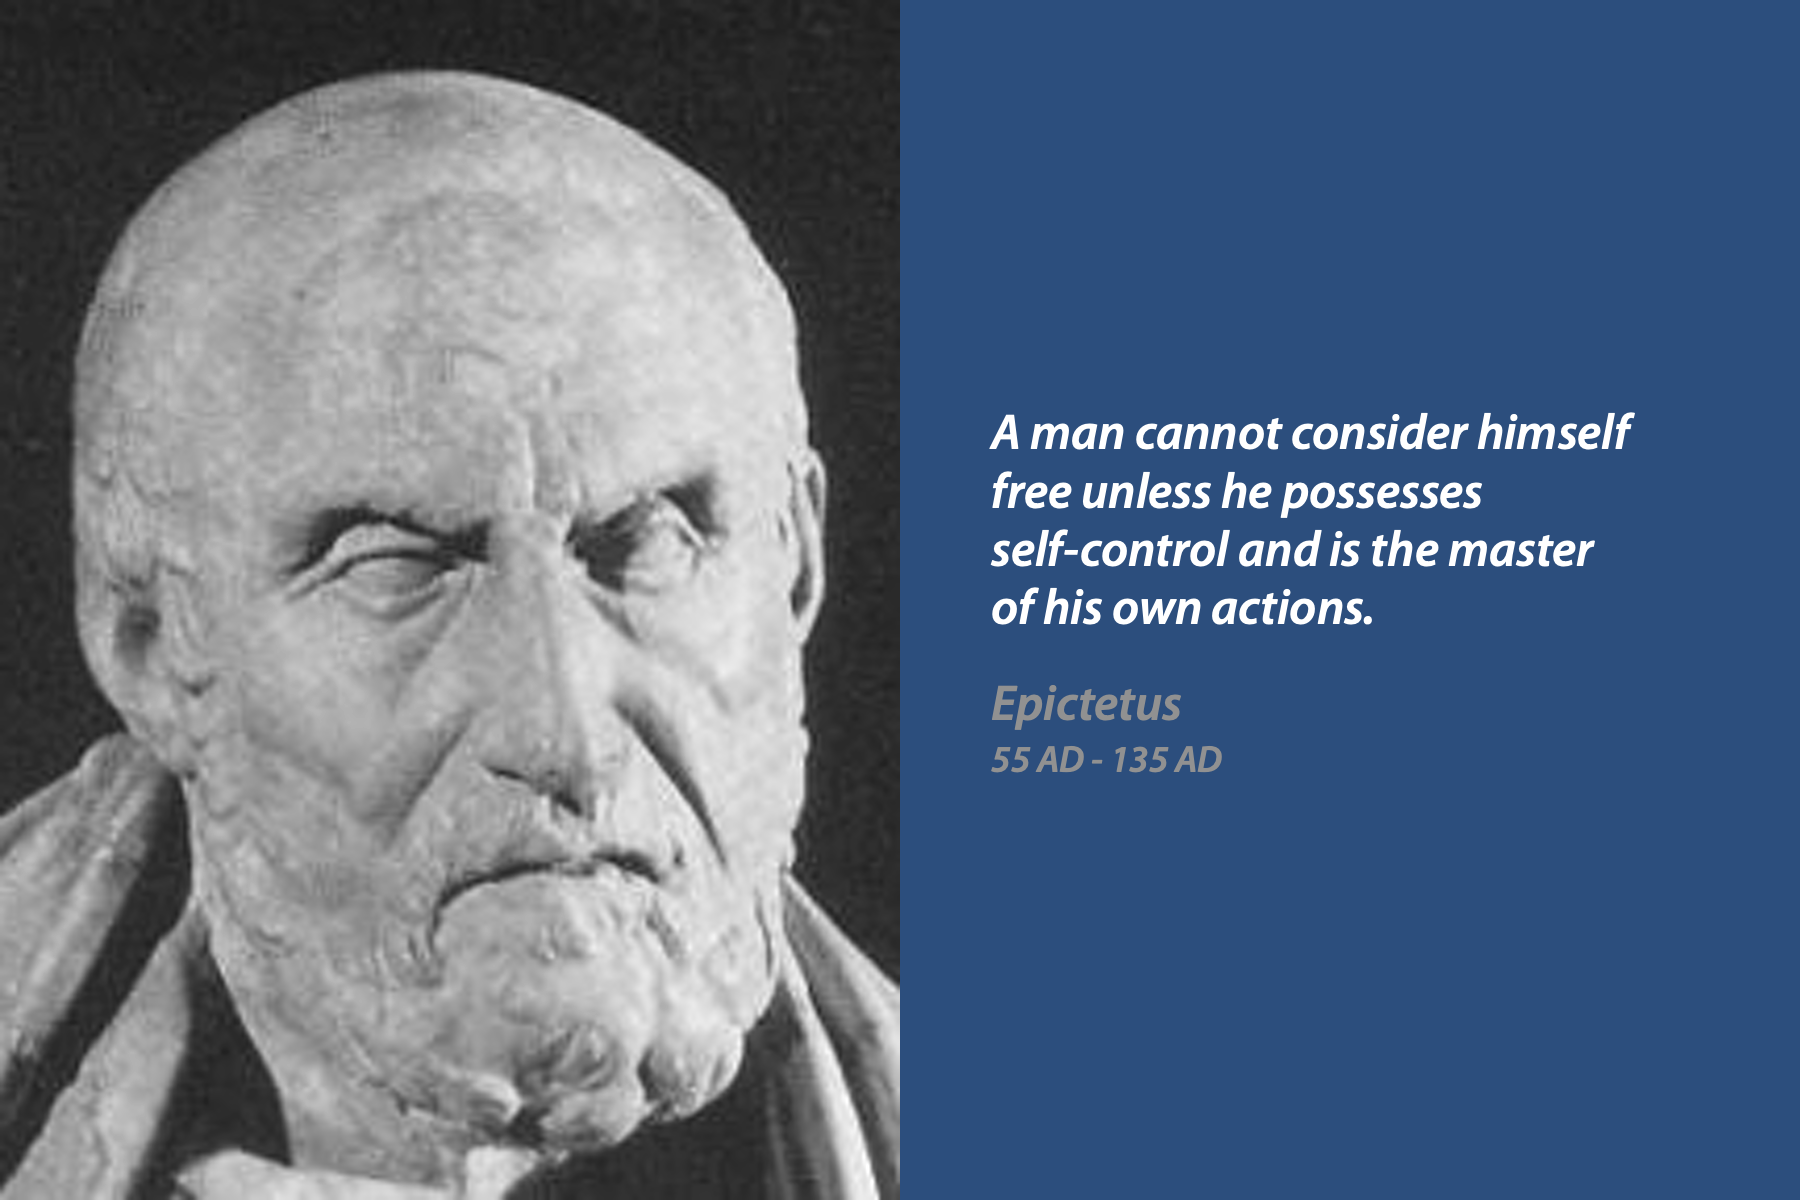 A man cannot consider himself
free unless he possesses
self-control and is the master
of his own actions.
Epictetus
55 AD - 135 AD